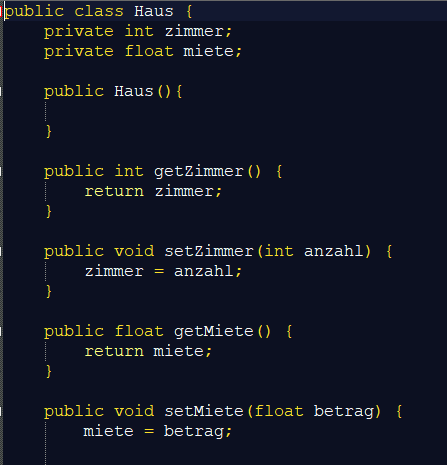 public class Haus {
    private int zimmer;
    private float miete;
    public Haus(){
    }
    public int getZimmer() {
        return zimmer;
    }
    public void setZimmer(int anzahl) {
        zimmer = anzahl;
    }
    public float getMiete() {
        return miete;
    }
    public void setMiete(float betrag) {
        miete = betrag;